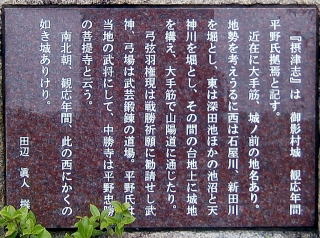 『摂津志』は 御影村城 観応年間
平野氏拠焉と記す。
近在に大手筋、城ノ前の地名あり。
地勢を考うるに西は石屋川、新田川
を堀とし、東は深田池ほかの池沼と天
神川を堀とし、その間の台地上に城地
を構え、大手筋で山陽道に通じたり。
弓弦羽権現は戦勝祈願に勧請せし武
神、弓場は武芸鍛錬の道場。平野氏は
当地の武将にして、中勝寺は平野忠勝
の菩提寺と云う。
南北朝、観応年間 此の西にかくの
如き城ありけり。
田辺 眞人 撰